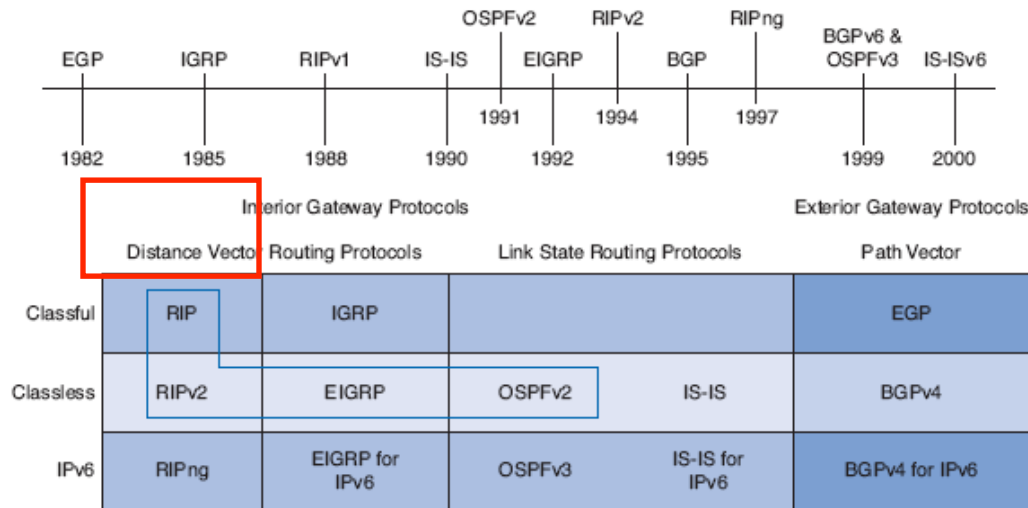 OSPFv2 RIPv2 RIPng
BGPv6 &
EGP IGRP RIPv1 IS-IS EIGRP BGP OSPFv3 IS-ISv6
1991 1994 1997
1982 1985 1988 1990 1992 1995 1999 2000
Interior Gateway Protocols Exterior Gateway Protocols
Distance Vector Routing Protocols Link State Routing Protocols Path Vector
Classful RIP IGRP EGP
Classless RIPv2 EIGRP OSPFv2 IS-IS BGPv4
IPv6 RIPng EIGRP for OSPFv3 IS-IS for BGPv4 for IPv6
IPv6 IPv6